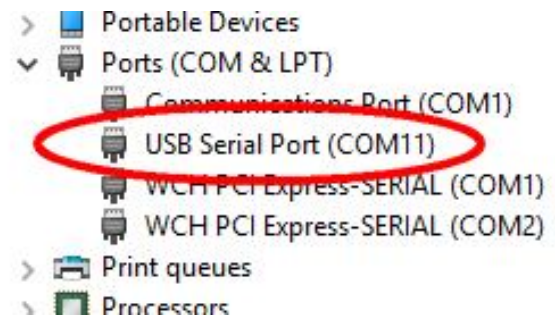 Portable Devices
Ports (COM & LPT)
Communications Port (COM1)
USB Serial Port (COM11)
WCH PCI Express-SERIAL (COM1)
WCH PCI Express-SERIAL (COM2)
Print queues
Processors